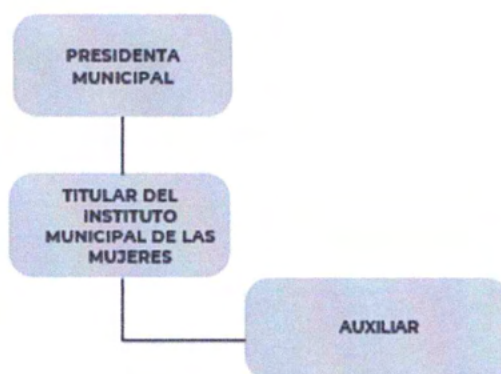 PRESIDENTA
MUNICIPAL
TITULAR DEL
INSTITUTO
MUNICIPAL DE LAS
MUJERES
AUXILIAR